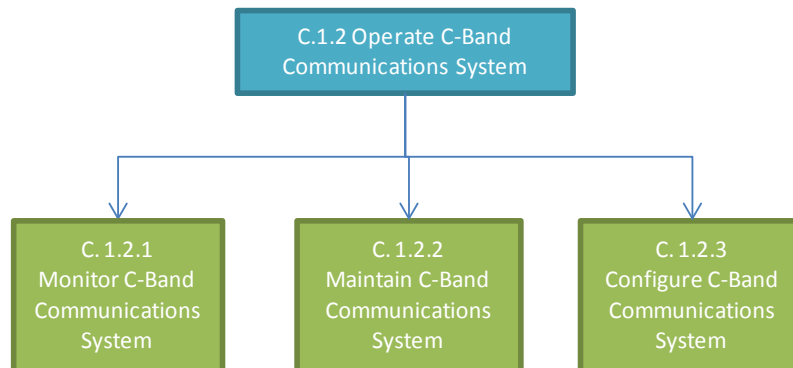 C.1.2 Operate C-Band
Communications System
C. 1.2.1
Monitor C-Band
Communications
System
C. 1.2.2
Maintain C-Band
Communications
System
C. 1.2.3
Configure C-Band
Communications
System